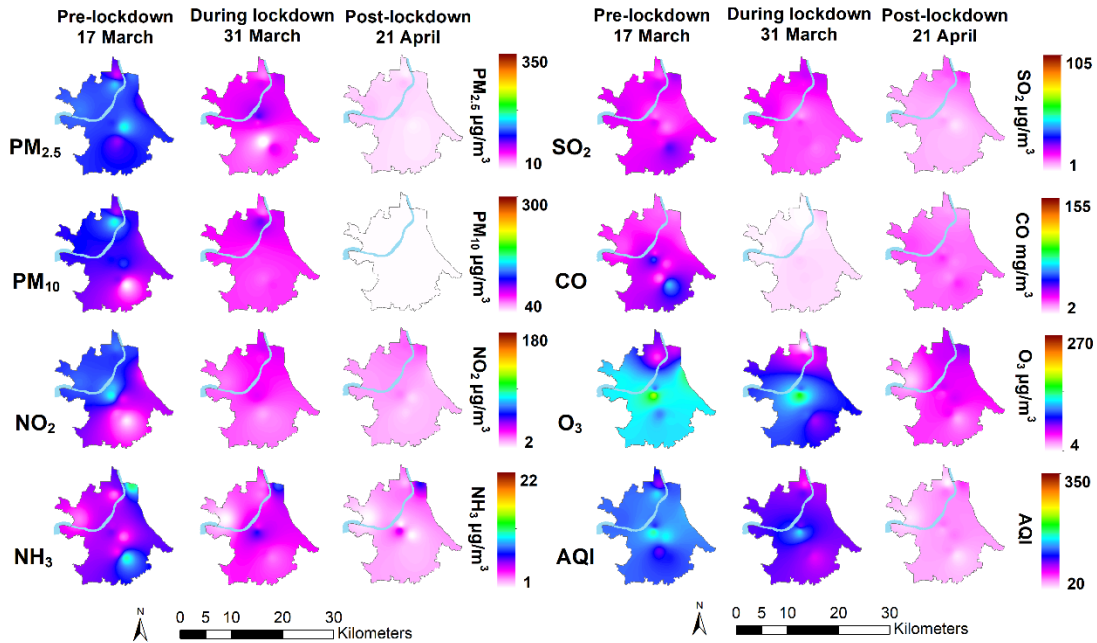 Pre-lockdown
17 March
During lockdown
31 March
Post-lockdown
21 April
PM₂.₅
350
PM₂.₅ µg/m³
10
PM₁₀
300
PM₁₀ µg/m³
40
NO₂
180
NO₂ µg/m³
2
NH₃
22
NH₃ µg/m³
1
N
0 5 10 20 30
Kilometers
Pre-lockdown
17 March
During lockdown
31 March
Post-lockdown
21 April
SO₂
105
SO₂ µg/m³
1
CO
155
CO mg/m³
2
O₃
270
O₃ µg/m³
4
AQI
350
AQI
20
N
0 5 10 20 30
Kilometers